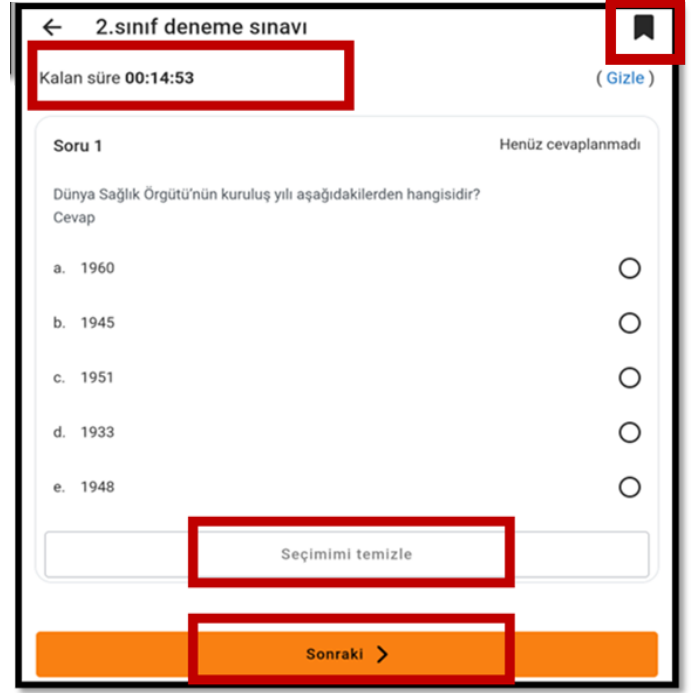 2.sınıf deneme sınavı
Kalan süre 00:14:53 ( Gizle )
Soru 1 Henüz cevaplanmadı
Dünya Sağlık Örgütü'nün kuruluş yılı aşağıdakilerden hangisidir?
Cevap
a. 1960
b. 1945
c. 1951
d. 1933
e. 1948
Seçimimi temizle
Sonraki